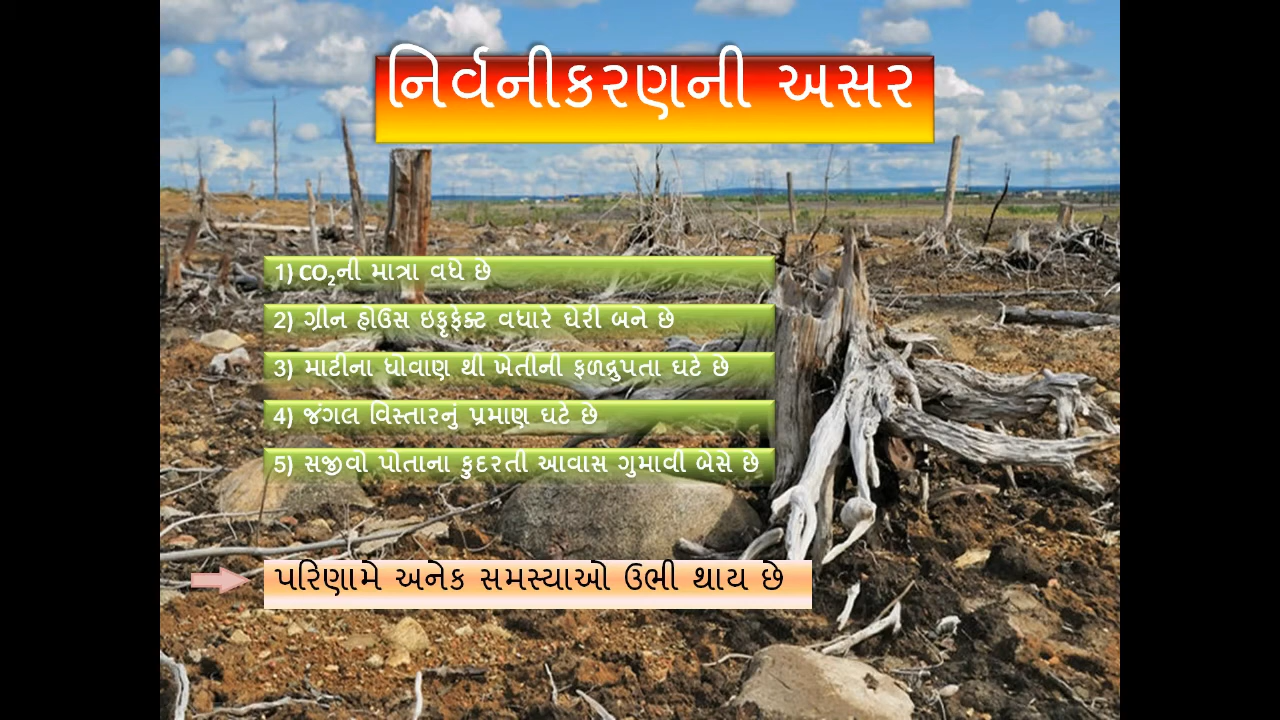 નિર્વનીકરણની અસર
1) CO₂ની માત્રા વધે છે
2) ગ્રીન હાઉસ ઇફૃફેક્ટ વધારે ઘેરી બને છે
3) માટીના ધોવાણ થી ખેતીની ફળદ્રુપતા ઘટે છે
4) જંગલ વિસ્તારનું પ્રમાણ ઘટે છે
5) સજીવો પોતાના કુદરતી આવાસ ગુમાવી બેસે છે
પરિણામે અનેક સમસ્યાઓ ઉભી થાય છે